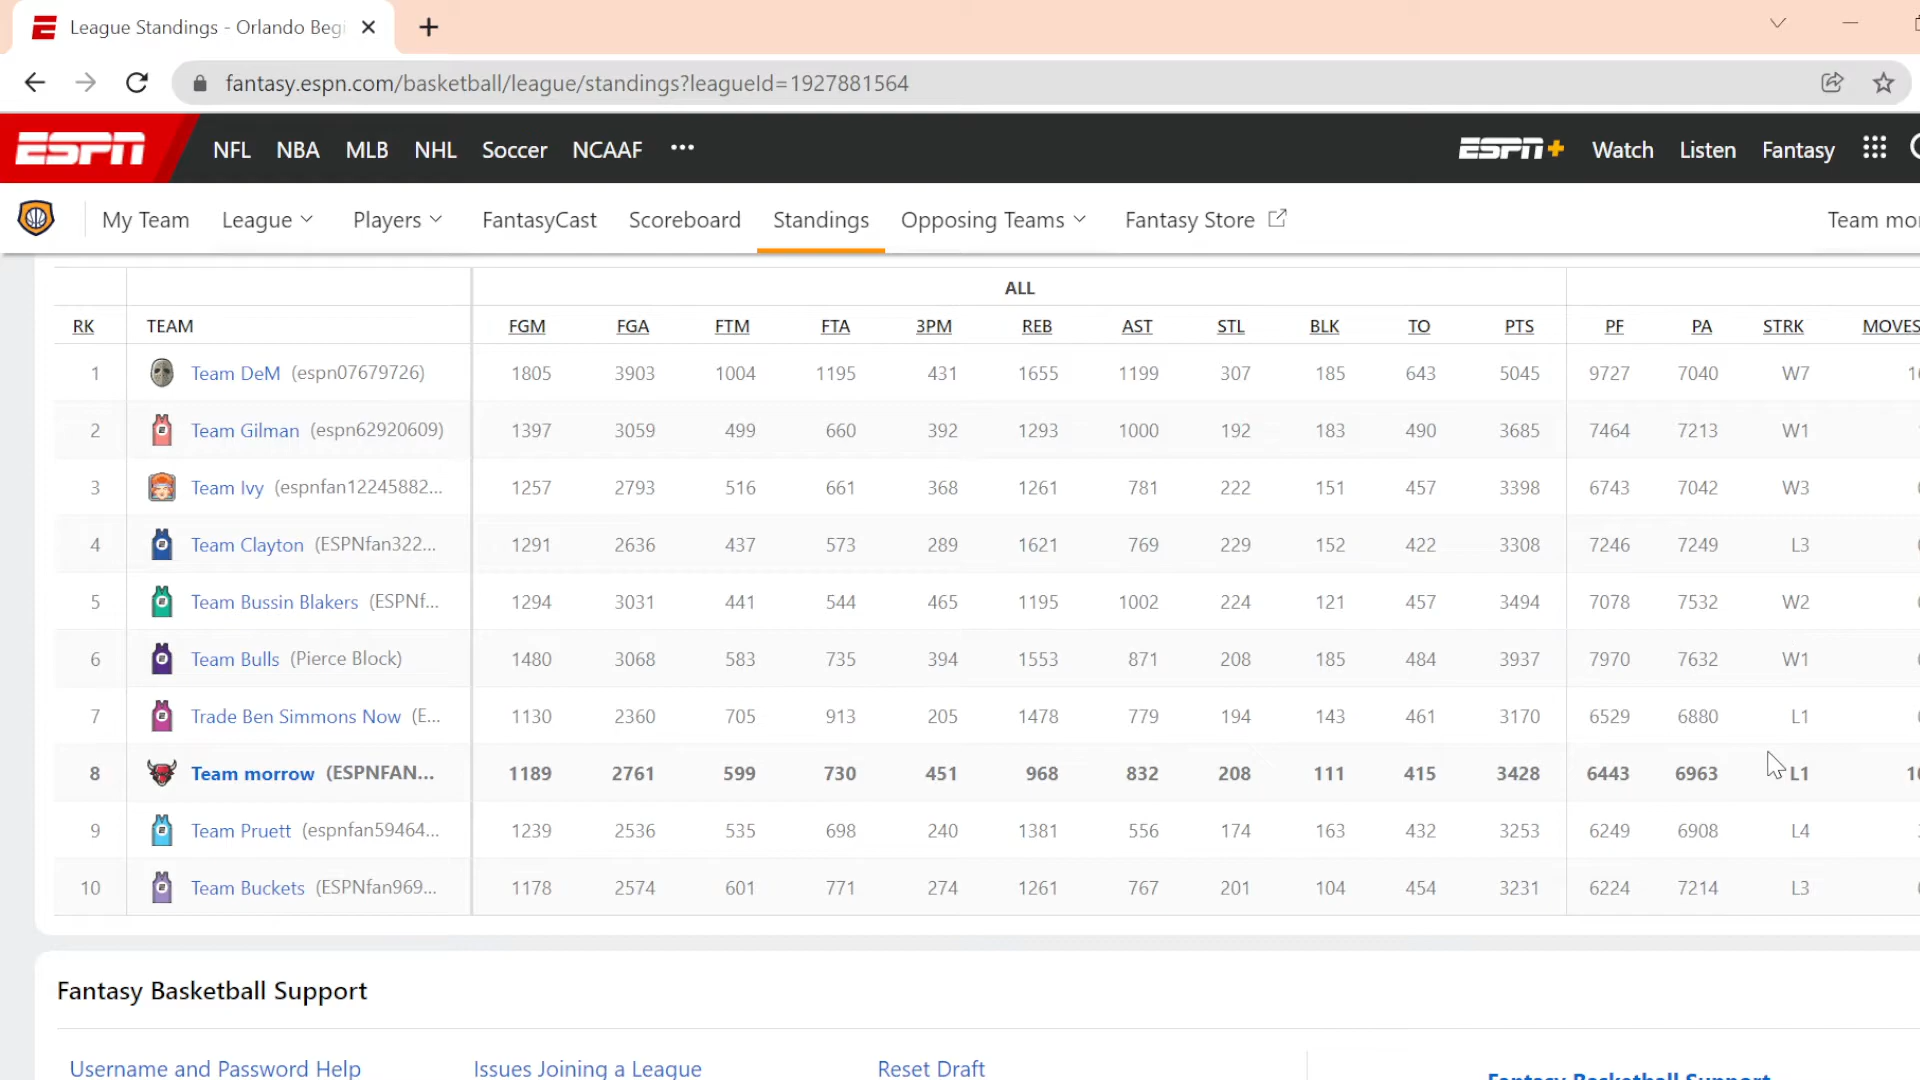 League Standings - Orlando Begi
fantasy.espn.com/basketball/league/standings?leagueId=1927881564
ESPN NFL NBA MLB NHL Soccer NCAAF ••• ESPN+ Watch Listen Fantasy
My Team League Players FantasyCast Scoreboard Standings Opposing Teams Fantasy Store Team mor
ALL
RK TEAM FGM FGA FTM FTA 3PM REB AST STL BLK TO PTS PF PA STRK MOVES
1 Team DeM (espn07679726) 1805 3903 1004 1195 431 1655 1199 307 185 643 5045 9727 7040 W7
2 Team Gilman (espn62920609) 1397 3059 499 660 392 1293 1000 192 183 490 3685 7464 7213 W1
3 Team Ivy (espnfan12245882... 1257 2793 516 661 368 1261 781 222 151 457 3398 6743 7042 W3
4 Team Clayton (ESPNfan322... 1291 2636 437 573 289 1621 769 229 152 422 3308 7246 7249 L3
5 Team Bussin Blakers (ESPNf... 1294 3031 441 544 465 1195 1002 224 121 457 3494 7078 7532 W2
6 Team Bulls (Pierce Block) 1480 3068 583 735 394 1553 871 208 185 484 3937 7970 7632 W1
7 Trade Ben Simmons Now (E... 1130 2360 705 913 205 1478 779 194 143 461 3170 6529 6880 L1
8 Team morrow (ESPNFAN... 1189 2761 599 730 451 968 832 208 111 415 3428 6443 6963 L1
9 Team Pruett (espnfan59464... 1239 2536 535 698 240 1381 556 174 163 432 3253 6249 6908 L4
10 Team Buckets (ESPNfan969... 1178 2574 601 771 274 1261 767 201 104 454 3231 6224 7214 L3
Fantasy Basketball Support
Username and Password Help Issues Joining a League Reset Draft Fantasy Basketball Support